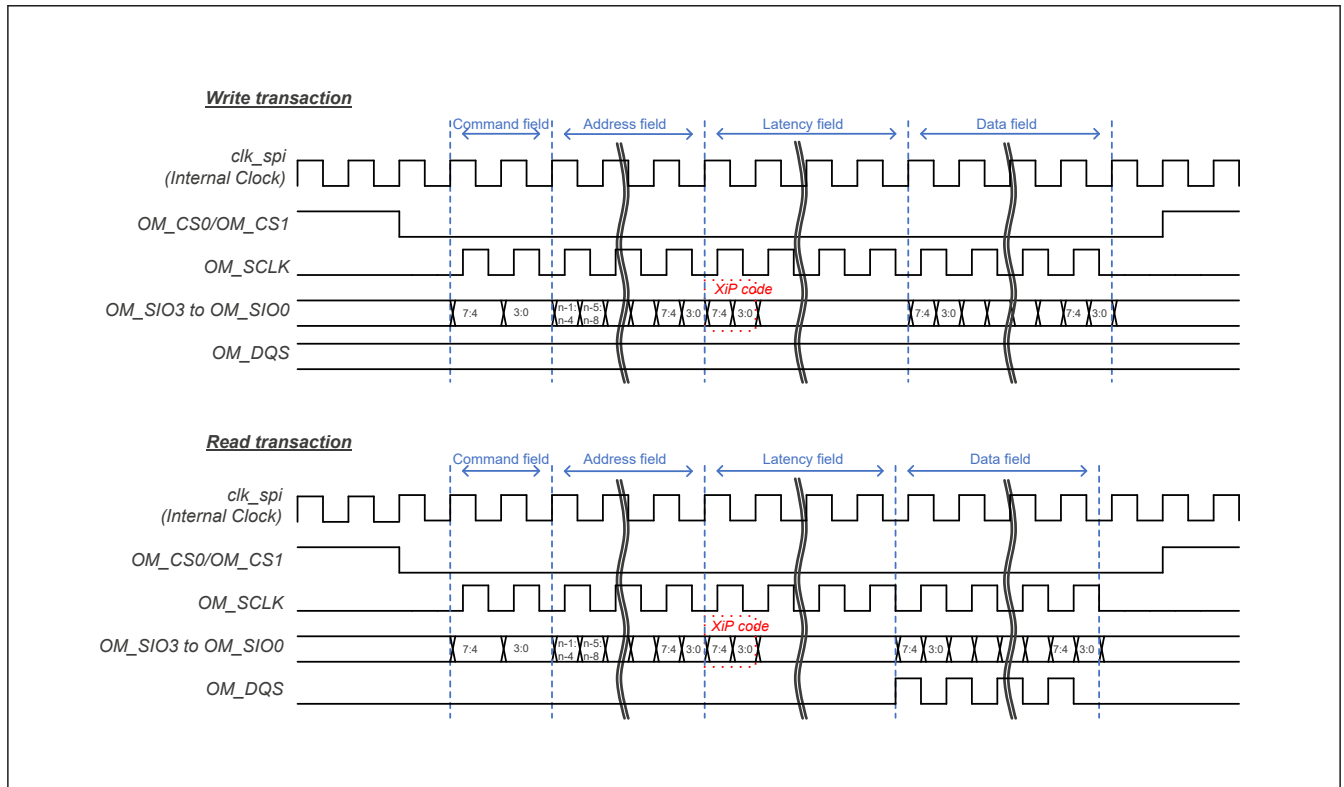 Write transaction
Command field Address field Latency field Data field
clk_spi
(Internal Clock)
OM_CS0/OM_CS1
OM_SCLK
XiP code
OM_SIO3 to OM_SIO0 7:4 3:0 n-1: n-4 n-5: n-8 7:4 3:0 7:4 3:0 7:4 3:0 7:4 3:0
OM_DQS
Read transaction
Command field Address field Latency field Data field
clk_spi
(Internal Clock)
OM_CS0/OM_CS1
OM_SCLK
XiP code
OM_SIO3 to OM_SIO0 7:4 3:0 n-1: n-4 n-5: n-8 7:4 3:0 7:4 3:0 7:4 3:0 7:4 3:0
OM_DQS